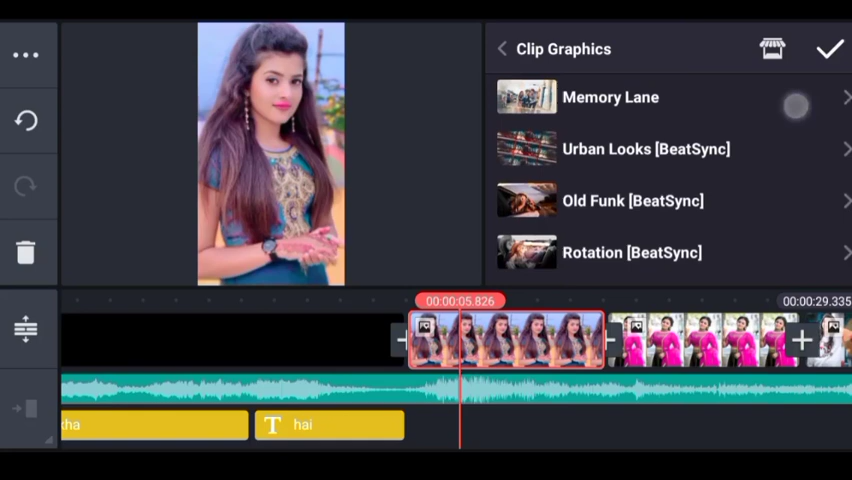 Clip Graphics
Memory Lane
Urban Looks [BeatSync]
Old Funk [BeatSync]
Rotation [BeatSync]
00:00:05.826
00:00:29.335
T hai